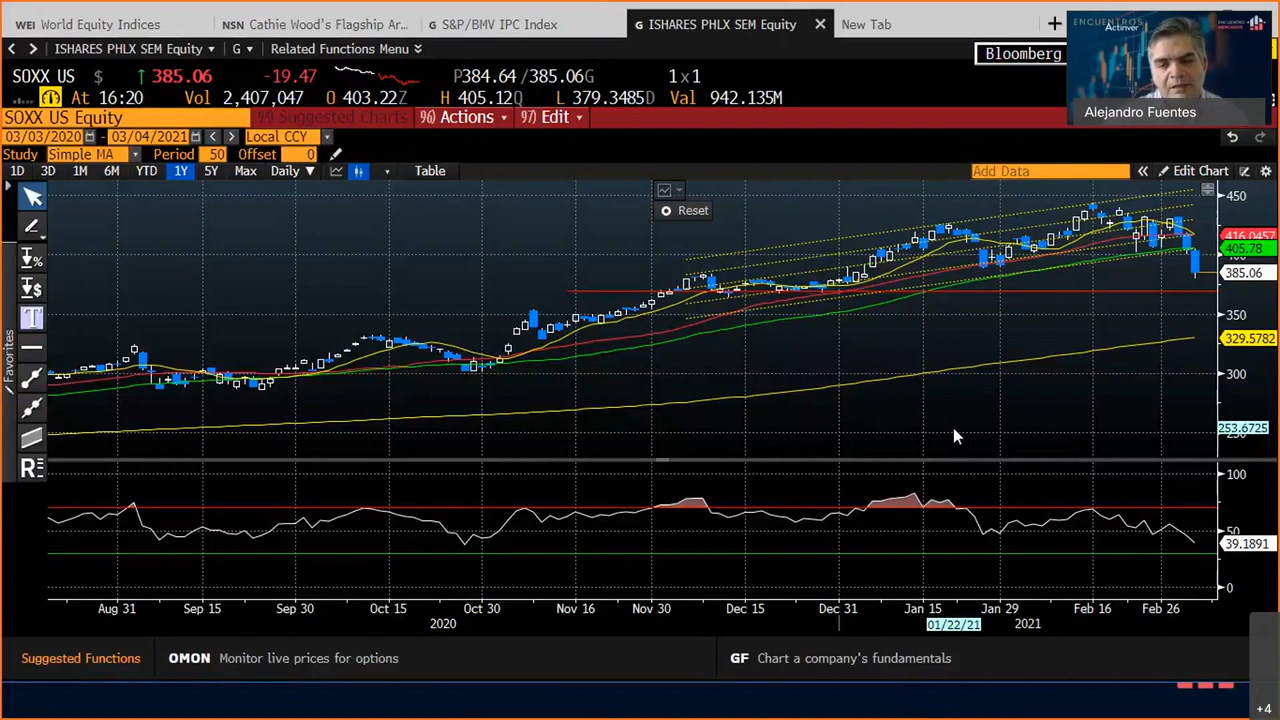 WEI World Equity Indices NSN Cathie Wood's Flagship Ar... G S&P/BMV IPC Index G ISHARES PHLX SEM Equity New Tab
ENCUENTROS
Actinver
ISHARES PHLX SEM Equity G Related Functions Menu Bloomberg
SOXX US $ 385.06 -19.47 P384.64/385.06G 1x1
At 16:20 Vol 2,407,047 O 403.22Z H 405.12Q L 379.3485D Val 942.135M
Alejandro Fuentes
SOXX US Equity 99 Suggested Charts 96) Actions 97) Edit
03/03/2020 - 03/04/2021 Local CCY
Study Simple MA Period 50 Offset 0
1D 3D 1M 6M YTD 1Y 5Y Max Daily Table Add Data Edit Chart
Reset
450
416.0457
405.78
385.06
350
329.5782
300
253.6725
100
50
39.1891
0
Favorites
Aug 31 Sep 15 Sep 30 Oct 15 Oct 30 Nov 16 Nov 30 Dec 15 Dec 31 Jan 15 Jan 29 Feb 16 Feb 26
2020 01/22/21 2021
Suggested Functions OMON Monitor live prices for options GF Chart a company's fundamentals
+4